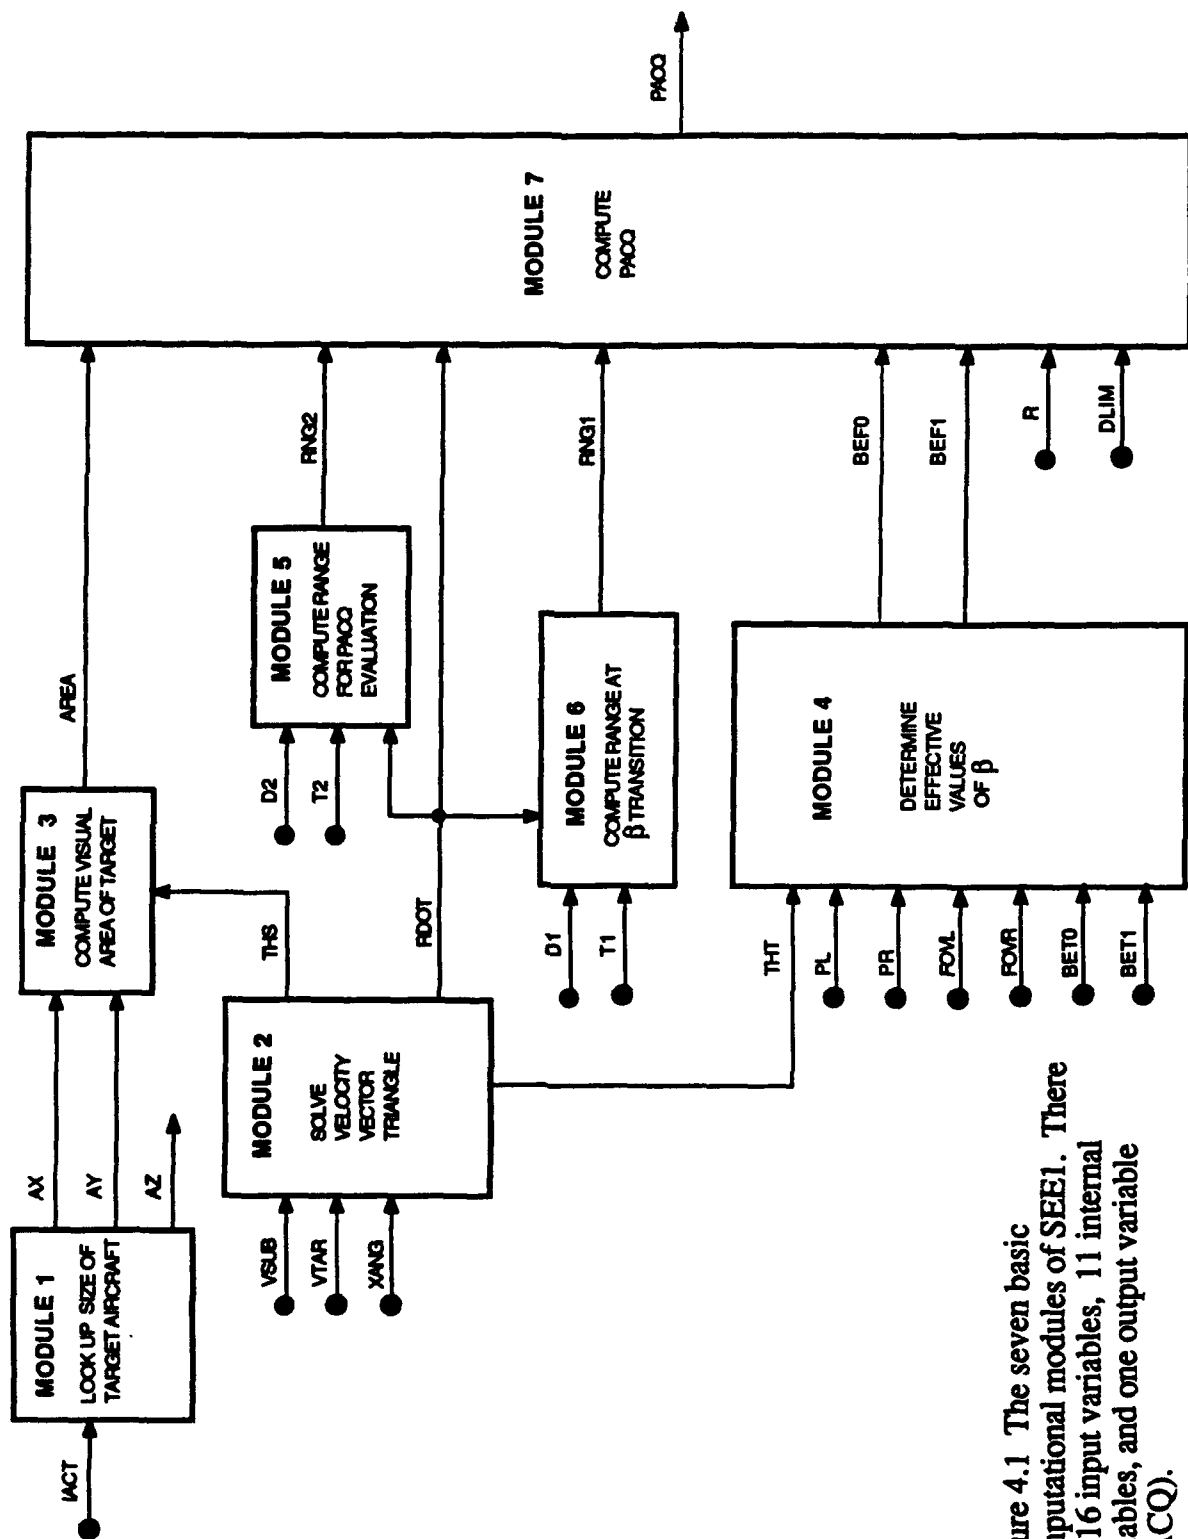 IACT
MODULE 1
LOOK UP SIZE OF
TARGET AIRCRAFT
AX
AY
AZ
MODULE 3
COMPUTE VISUAL
AREA OF TARGET
AREA
VSUB
VTAR
XANG
MODULE 2
SOLVE
VELOCITY
VECTOR
TRIANGLE
THS
RDOT
THT
D2
T2
MODULE 5
COMPUTE RANGE
FOR PACQ
EVALUATION
RNG2
D1
T1
MODULE 6
COMPUTE RANGE AT
β TRANSITION
RNG1
PL
PR
FOVL
FOVR
BET0
BET1
MODULE 4
DETERMINE
EFFECTIVE
VALUES
OF β
BEF0
BEF1
R
DLIM
MODULE 7
COMPUTE
PACQ
PACQ
ure 4.1 The seven basic
nputational modules of SEE1. There
16 input variables, 11 internal
ables, and one output variable
CQ).